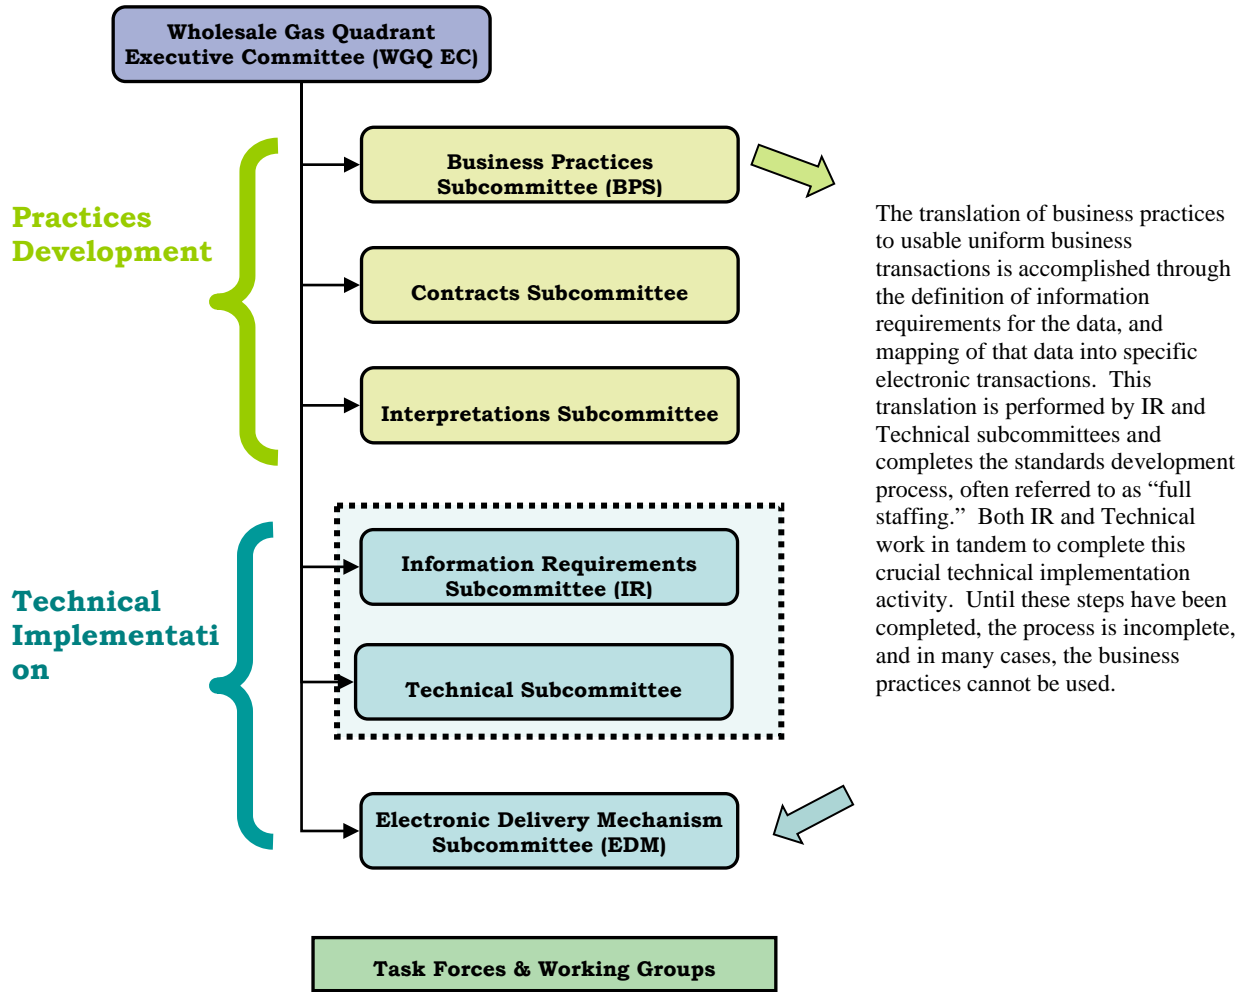 Wholesale Gas Quadrant
Executive Committee (WGQ EC)
Practices
Development
Business Practices
Subcommittee (BPS)
Contracts Subcommittee
Interpretations Subcommittee
Technical
Implementati
on
Information Requirements
Subcommittee (IR)
Technical Subcommittee
Electronic Delivery Mechanism
Subcommittee (EDM)
Task Forces & Working Groups
The translation of business practices
to usable uniform business
transactions is accomplished through
the definition of information
requirements for the data, and
mapping of that data into specific
electronic transactions.  This
translation is performed by IR and
Technical subcommittees and
completes the standards development
process, often referred to as “full
staffing.”  Both IR and Technical
work in tandem to complete this
crucial technical implementation
activity.  Until these steps have been
completed, the process is incomplete,
and in many cases, the business
practices cannot be used.